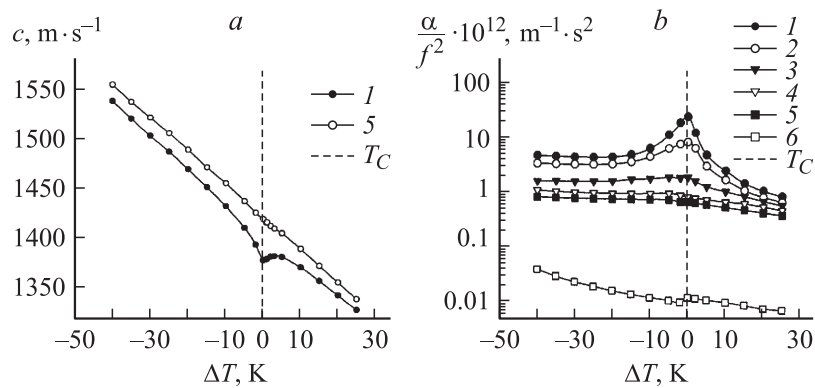 c, m · s⁻¹
a
1550
1500
1450
1400
1350
–50 –30 –10 0 10 30 50
ΔT, K
1
5
T_C
α/f² · 10¹², m⁻¹ · s²
b
100
10
1
0.1
0.01
–50 –30 –10 0 10 30
ΔT, K
1
2
3
4
5
6
T_C